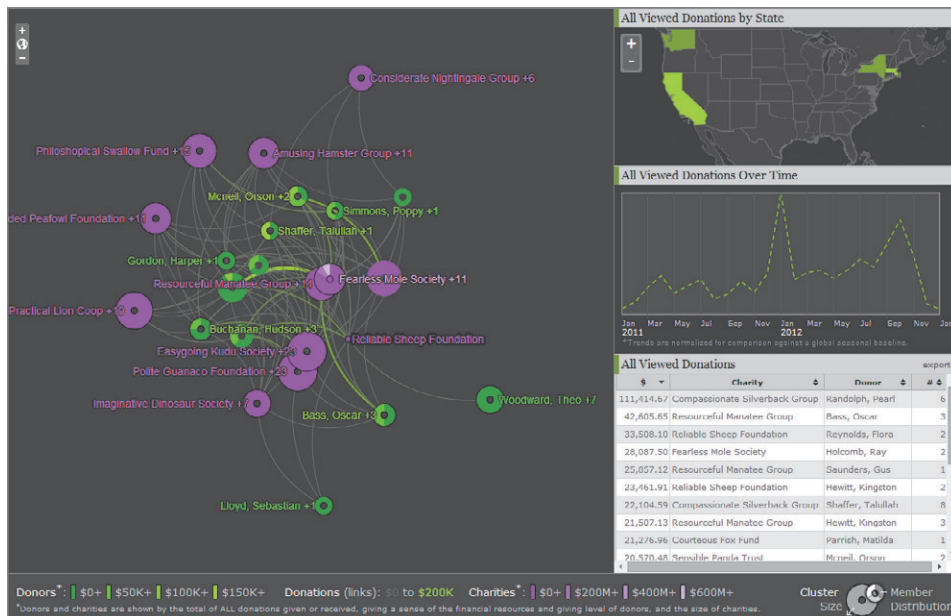 +
−
Considerate Nightingale Group +6
Philoshopical Swallow Fund +13
Amusing Hamster Group +11
Mcneil, Orson +2
Simmons, Poppy +1
ded Peafowl Foundation +11
Shaffer, Talullah +1
Gordon, Harper +1
Resourceful Manatee Group +14
Fearless Mole Society +11
Practical Lion Coop
Buchanan, Hudson +3
Reliable Sheep Foundation
Easygoing Kudu Society +23
Polite Guanaco Foundation +23
Imaginative Dinosaur Society +7
Bass, Oscar +3
Woodward, Theo +7
Lloyd, Sebastian +1
All Viewed Donations by State
+
-
All Viewed Donations Over Time
Jan Mar May Jul Sep Nov Jan Mar May Jul Sep Nov Jan
2011 2012
*Trends are normalized for comparison against a global seasonal baseline.
All Viewed Donations export
$ Charity Donor #
111,414.67 Compassionate Silverback Group Randolph, Pearl 6
42,605.65 Resourceful Manatee Group Bass, Oscar 3
33,508.10 Reliable Sheep Foundation Reynolds, Flora 2
28,087.50 Fearless Mole Society Holcomb, Ray 2
25,857.12 Resourceful Manatee Group Saunders, Gus 1
23,461.91 Reliable Sheep Foundation Hewitt, Kingston 2
22,104.59 Compassionate Silverback Group Shaffer, Talullah 8
21,507.13 Resourceful Manatee Group Hewitt, Kingston 3
21,276.96 Courteous Fox Fund Parrish, Matilda 1
20,570.48 Sensible Panda Trust Mcneil, Orson 2
Donors*: $0+ $50K+ $100K+ $150K+ Donations (links): $0 to $200K Charities*: $0+ $200M+ $400M+ $600M+
Cluster Size Member Distribu
*Donors and charities are shown by the total of ALL donations given or received, giving a sense of the financial resources and giving level of donors, and the size of charities.